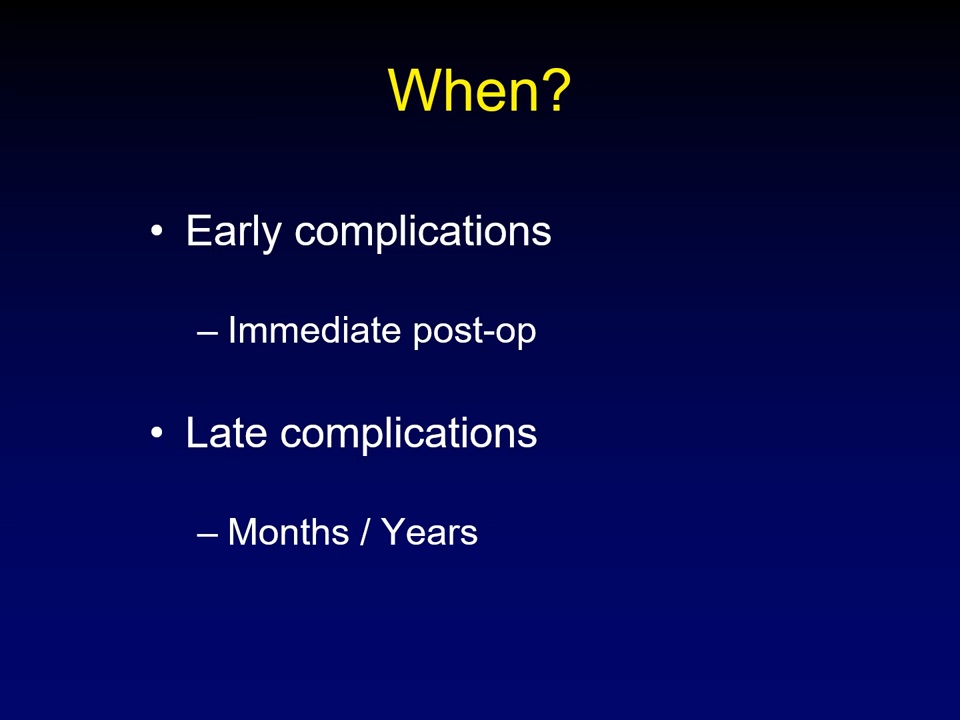 When?
• Early complications
– Immediate post-op
• Late complications
– Months / Years